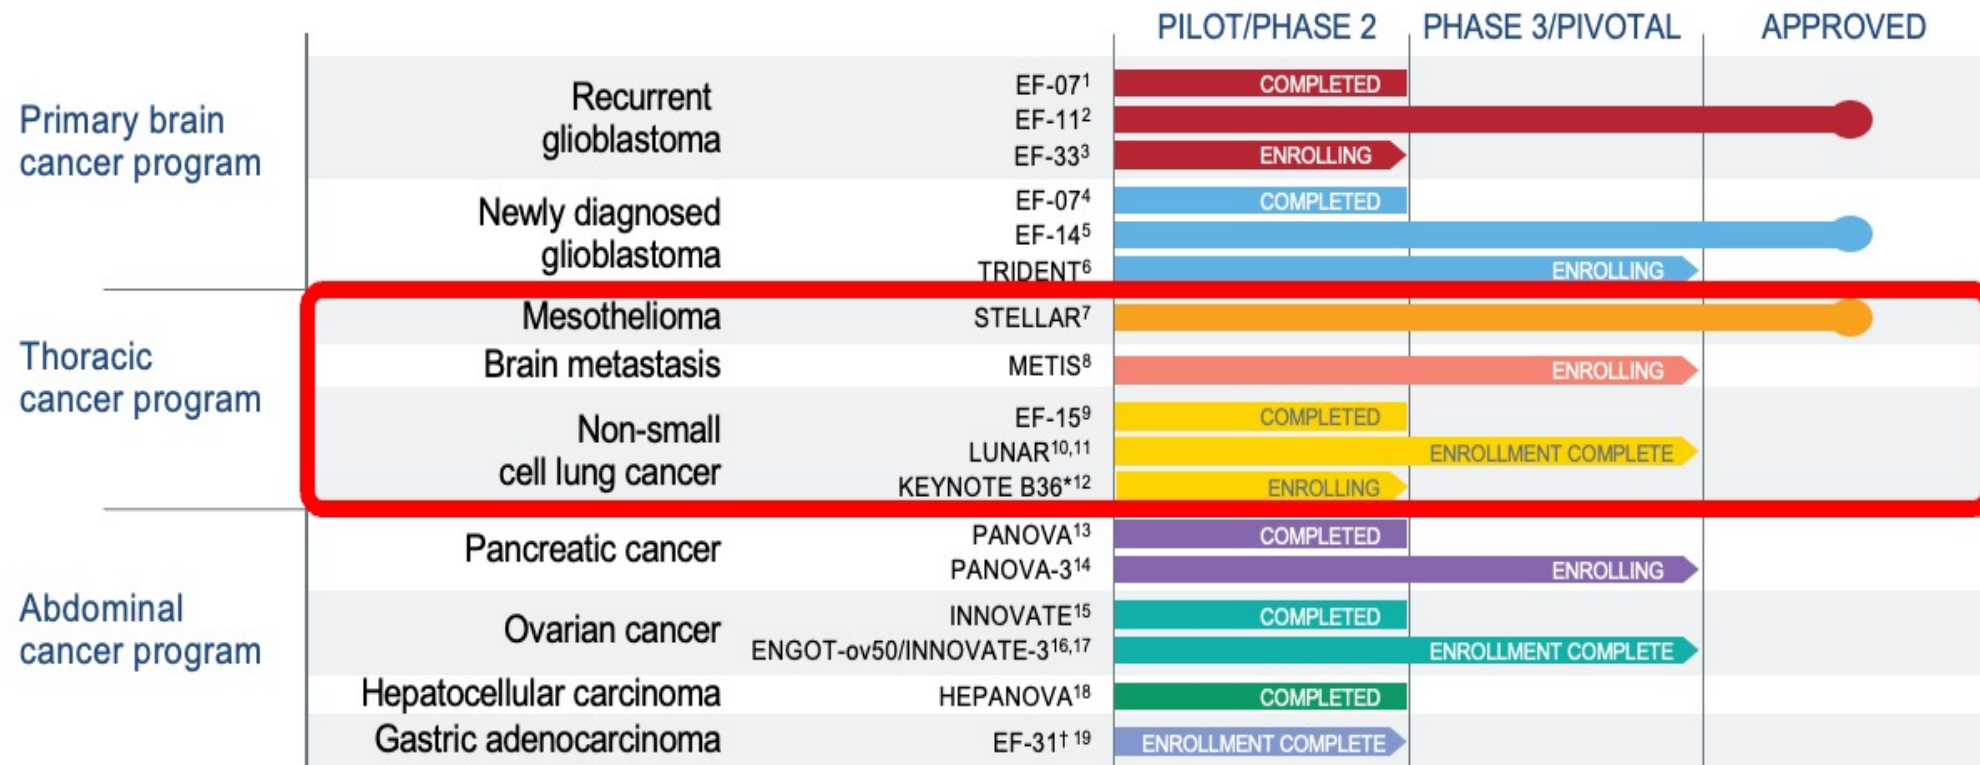 PILOT/PHASE 2 PHASE 3/PIVOTAL APPROVED
Primary brain
cancer program
Recurrent
glioblastoma
EF-07¹ COMPLETED
EF-11²
EF-33³ ENROLLING
Newly diagnosed
glioblastoma
EF-07⁴ COMPLETED
EF-14⁵
TRIDENT⁶ ENROLLING
Thoracic
cancer program
Mesothelioma STELLAR⁷
Brain metastasis METIS⁸ ENROLLING
Non-small
cell lung cancer
EF-15⁹ COMPLETED
LUNAR¹⁰,¹¹ ENROLLMENT COMPLETE
KEYNOTE B36*¹² ENROLLING
Abdominal
cancer program
Pancreatic cancer
PANOVA¹³ COMPLETED
PANOVA-3¹⁴ ENROLLING
Ovarian cancer
INNOVATE¹⁵ COMPLETED
ENGOT-ov50/INNOVATE-3¹⁶,¹⁷ ENROLLMENT COMPLETE
Hepatocellular carcinoma HEPANOVA¹⁸ COMPLETED
Gastric adenocarcinoma EF-31† ¹⁹ ENROLLMENT COMPLETE